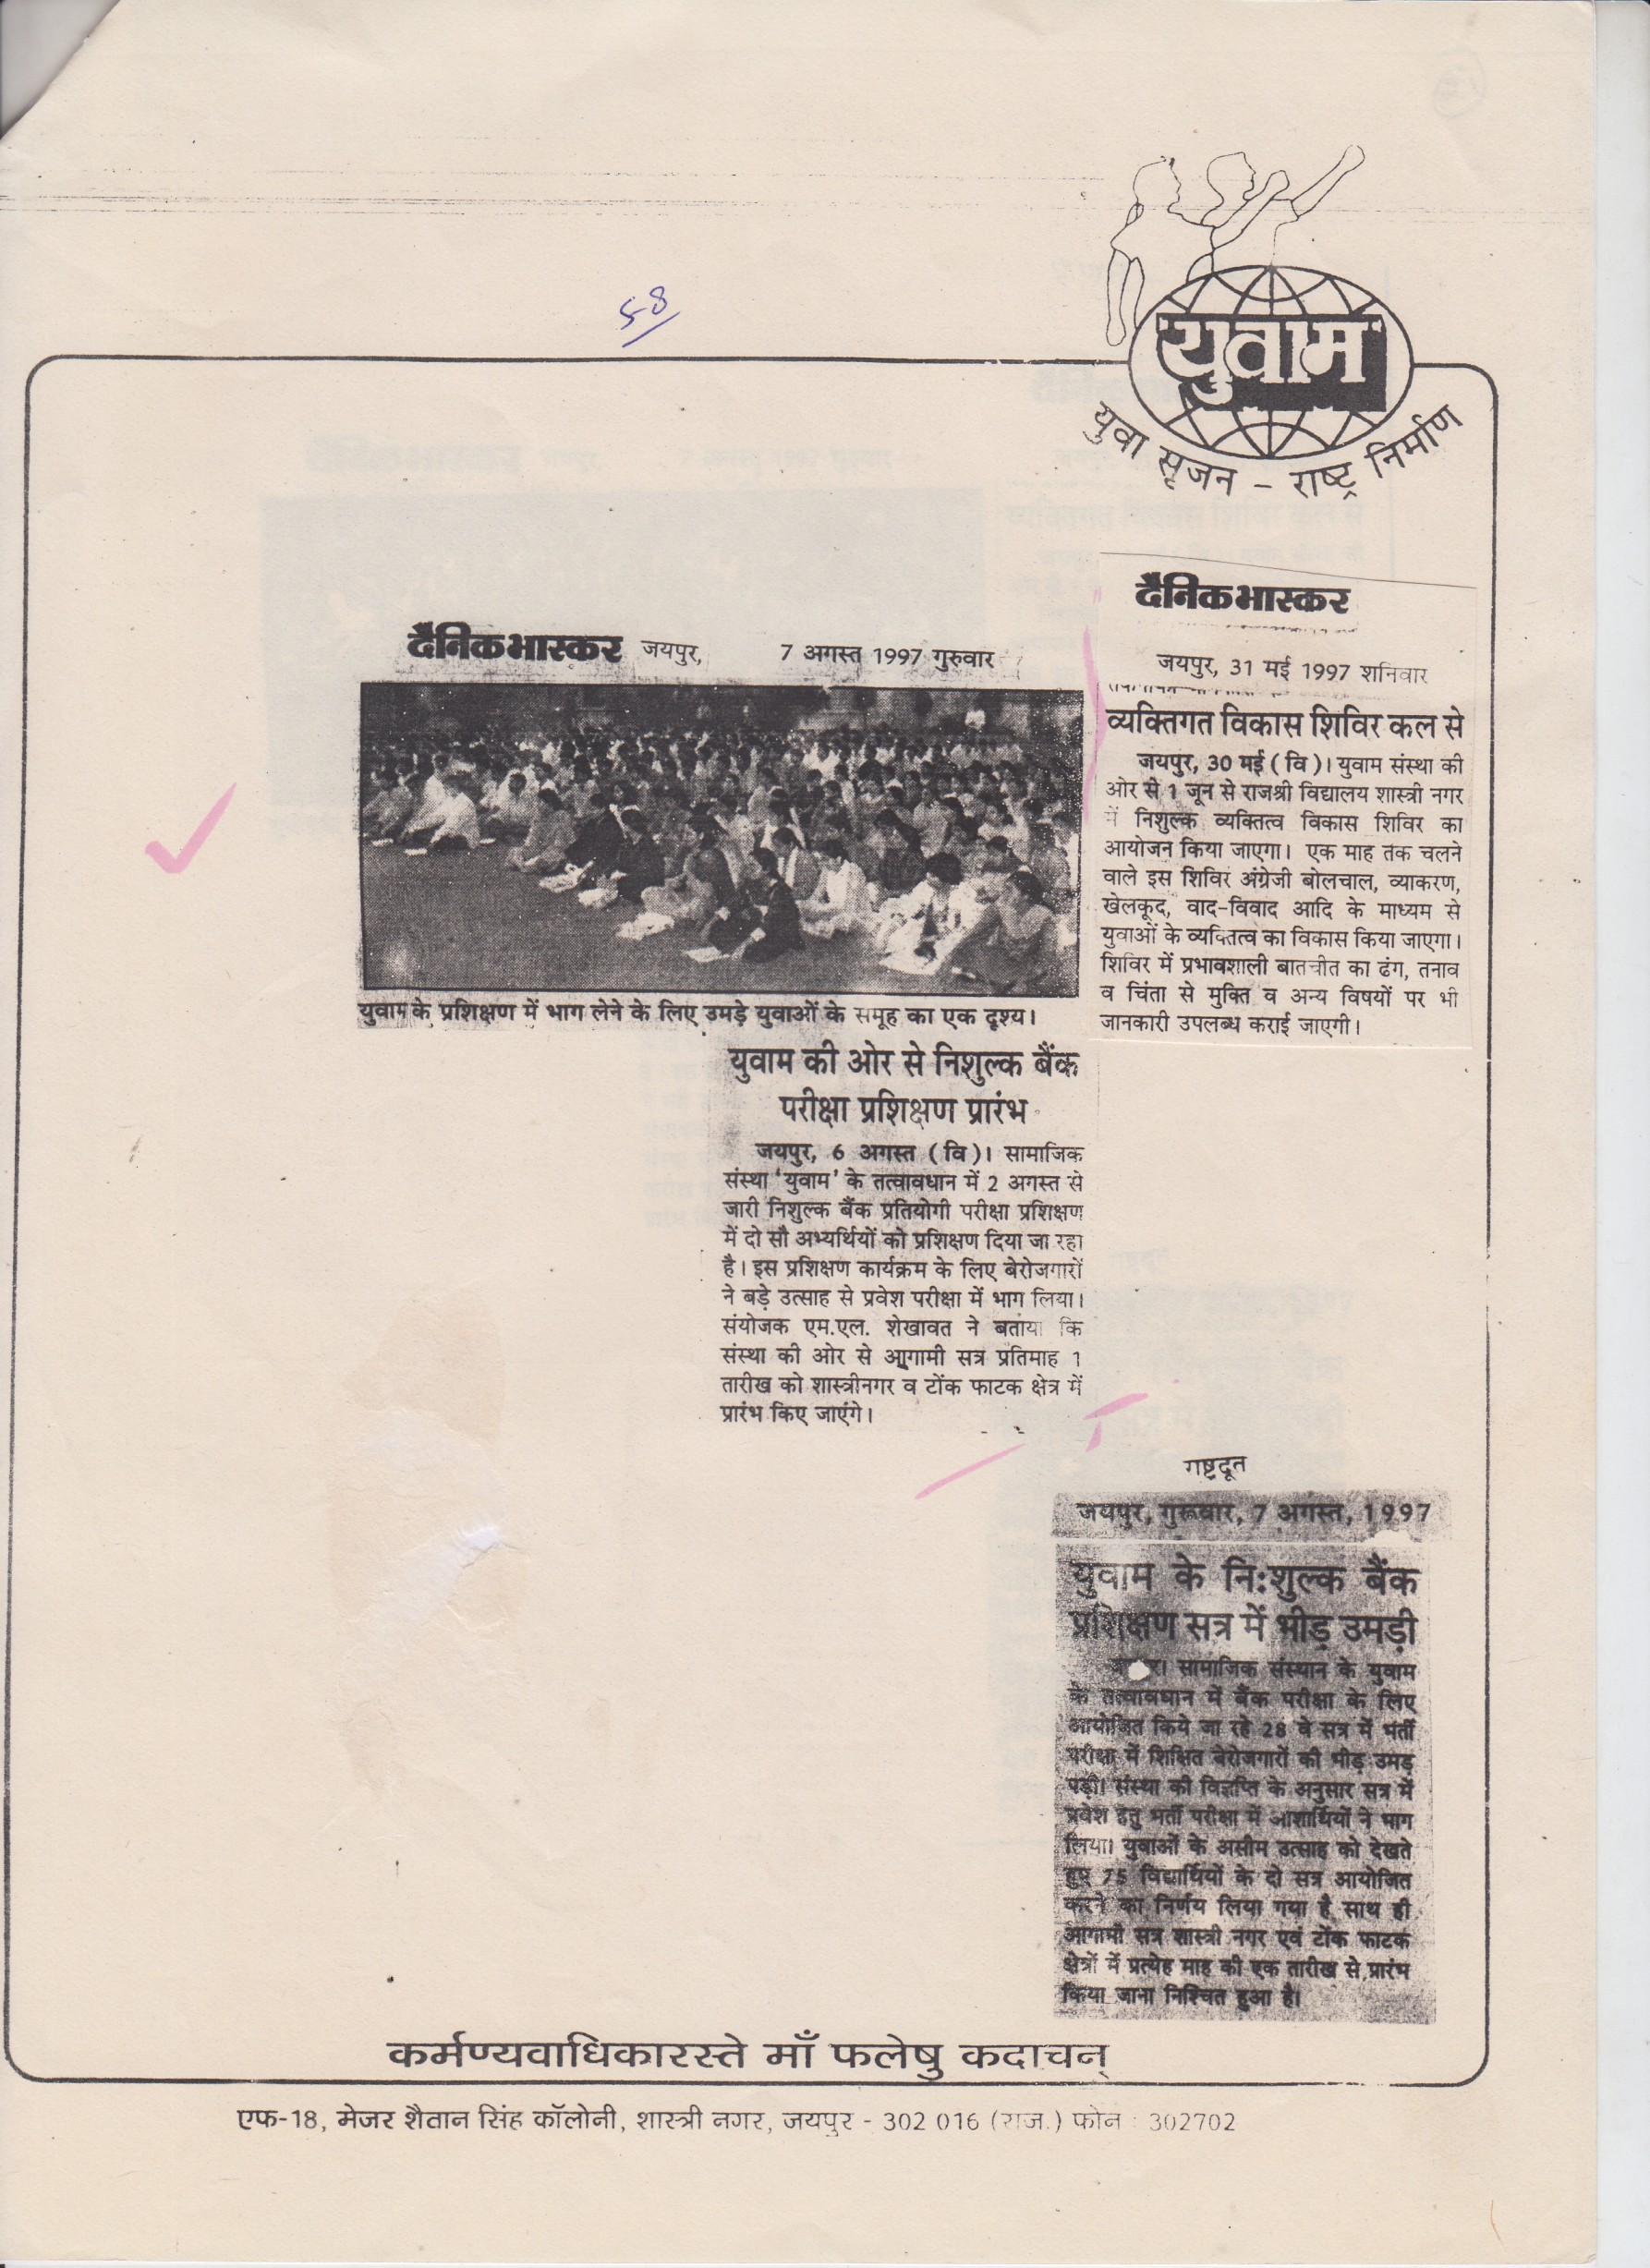 58
युवाम
युवा सृजन - राष्ट्र निर्माण
दैनिक भास्कर जयपुर, 7 अगस्त 1997 गुरुवार
युवाम के प्रशिक्षण में भाग लेने के लिए उमड़े युवाओं के समूह का एक दृश्य।
युवाम की ओर से निशुल्क बैंक
परीक्षा प्रशिक्षण प्रारंभ
जयपुर, 6 अगस्त (वि)। सामाजिक
संस्था 'युवाम' के तत्वावधान में 2 अगस्त से
जारी निशुल्क बैंक प्रतियोगी परीक्षा प्रशिक्षण
में दो सौ अभ्यर्थियों को प्रशिक्षण दिया जा रहा
है। इस प्रशिक्षण कार्यक्रम के लिए बेरोजगारों
ने बड़े उत्साह से प्रवेश परीक्षा में भाग लिया।
संयोजक एम.एल. शेखावत ने बताया कि
संस्था की ओर से आगामी सत्र प्रतिमाह 1
तारीख को शास्त्रीनगर व टोंक फाटक क्षेत्र में
प्रारंभ किए जाएंगे।
दैनिक भास्कर
जयपुर, 31 मई 1997 शनिवार
व्यक्तिगत विकास शिविर कल से
जयपुर, 30 मई (वि)। युवाम संस्था की
ओर से 1 जून से राजश्री विद्यालय शास्त्री नगर
में निशुल्क व्यक्तित्व विकास शिविर का
आयोजन किया जाएगा। एक माह तक चलने
वाले इस शिविर अंग्रेजी बोलचाल, व्याकरण,
खेलकूद, वाद-विवाद आदि के माध्यम से
युवाओं के व्यक्तित्व का विकास किया जाएगा।
शिविर में प्रभावशाली बातचीत का ढंग, तनाव
व चिंता से मुक्ति व अन्य विषयों पर भी
जानकारी उपलब्ध कराई जाएगी।
राष्ट्रदूत
जयपुर, गुरूवार, 7 अगस्त, 1997
युवाम के नि:शुल्क बैंक
प्रशिक्षण सत्र में भीड़ उमड़ी
सामाजिक संस्थान के युवाम
के तत्वावधान में बैंक परीक्षा के लिए
आयोजित किये जा रहे 28 वे सत्र में भर्ती
परीक्षा में शिक्षित बेरोजगारों की भीड़ उमड़
पड़ी। संस्था की विज्ञप्ति के अनुसार सत्र में
प्रवेश हेतु भर्ती परीक्षा में आशार्थियों ने भाग
लिया। युवाओं के असीम उत्साह को देखते
हुए 75 विद्यार्थियों के दो सत्र आयोजित
करने का निर्णय लिया गया है साथ ही
आगामी सत्र शास्त्री नगर एवं टोंक फाटक
क्षेत्रों में प्रत्येह माह की एक तारीख से प्रारंभ
किया जाना निश्चित हुआ है।
कर्मण्यवाधिकारस्ते माँ फलेषु कदाचन्
एफ-18, मेजर शैतान सिंह कॉलोनी, शास्त्री नगर, जयपुर - 302 016 (राज.) फोन : 302702